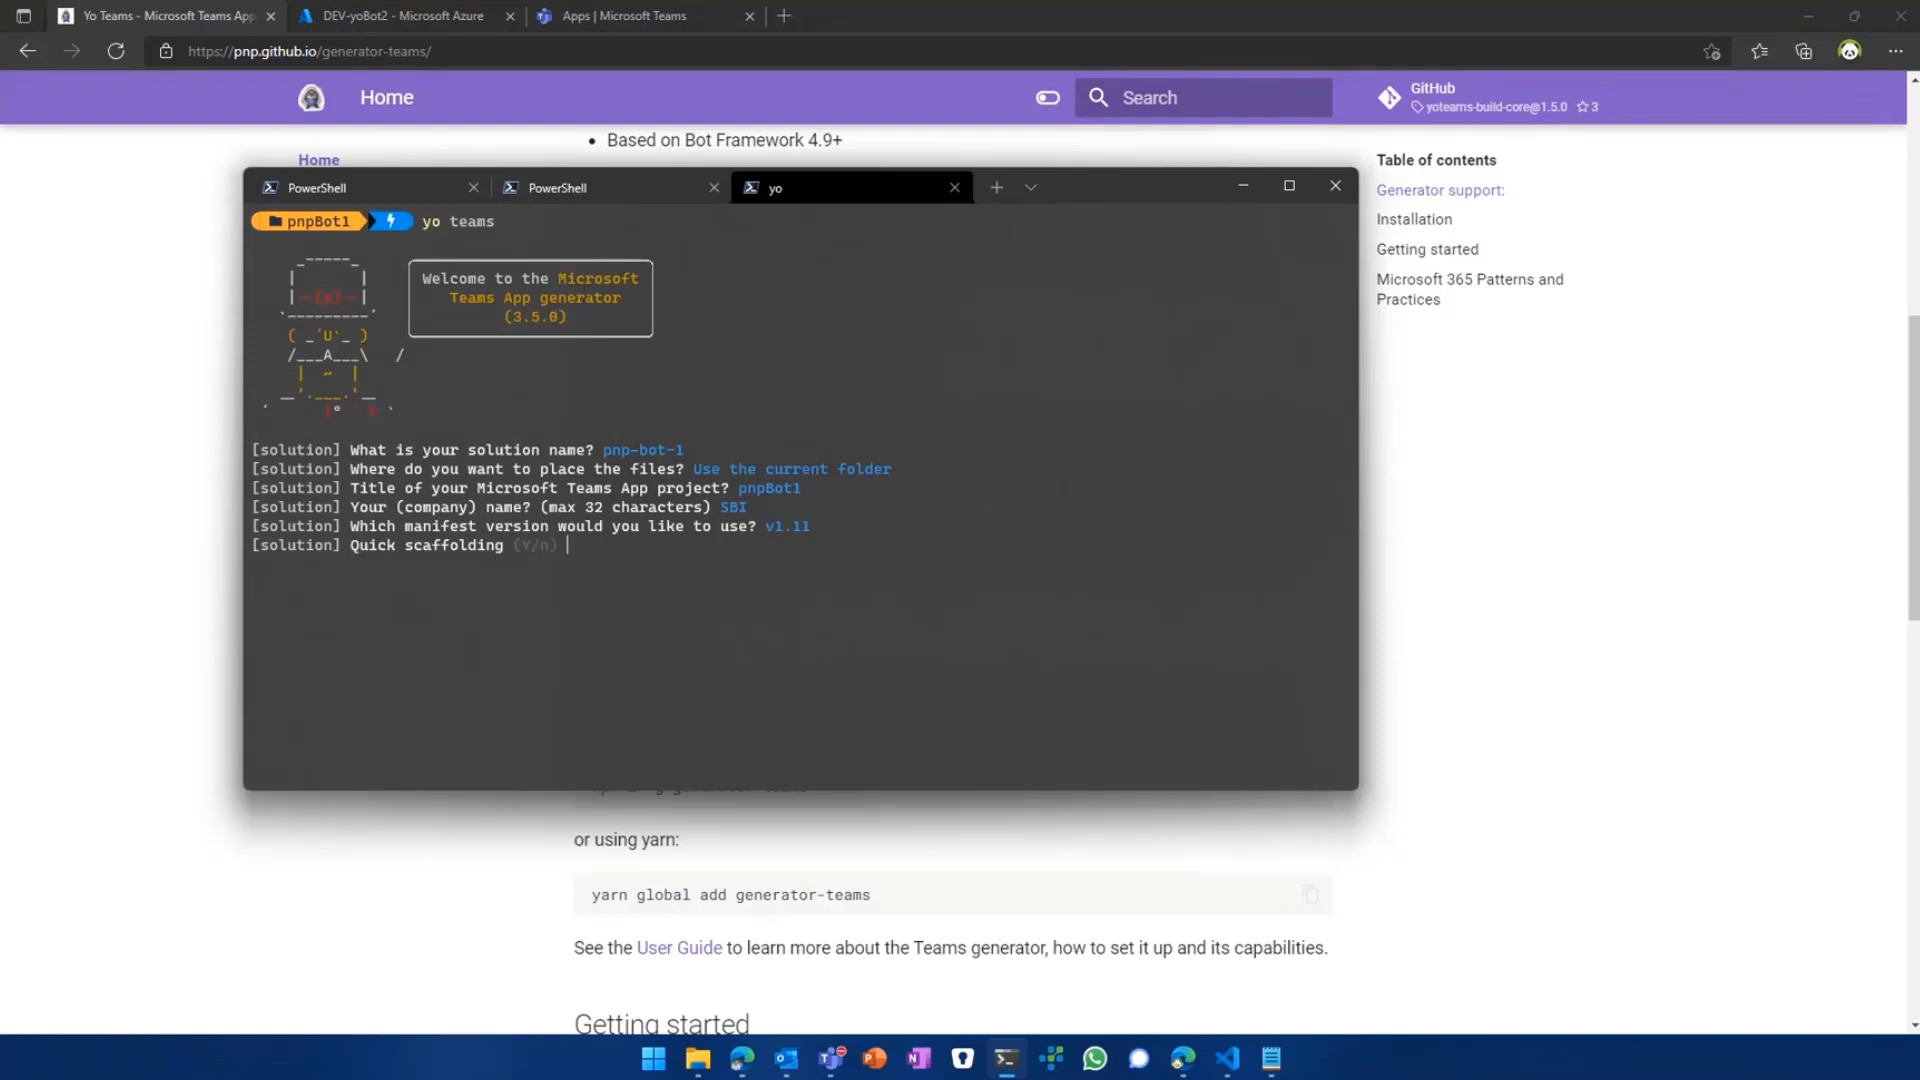 Yo Teams - Microsoft Teams App
DEV-yoBot2 - Microsoft Azure
Apps | Microsoft Teams
https://pnp.github.io/generator-teams/
Home
Search
GitHub
yoteams-build-core@1.5.0 3
Based on Bot Framework 4.9+
Home
Table of contents
Generator support:
Installation
Getting started
Microsoft 365 Patterns and
Practices
PowerShell
PowerShell
yo
pnpBot1 yo teams
Welcome to the Microsoft
Teams App generator
(3.5.0)
[solution] What is your solution name? pnp-bot-1
[solution] Where do you want to place the files? Use the current folder
[solution] Title of your Microsoft Teams App project? pnpBot1
[solution] Your (company) name? (max 32 characters) SBI
[solution] Which manifest version would you like to use? v1.11
[solution] Quick scaffolding (Y/n)
or using yarn:
yarn global add generator-teams
See the User Guide to learn more about the Teams generator, how to set it up and its capabilities.
Getting started